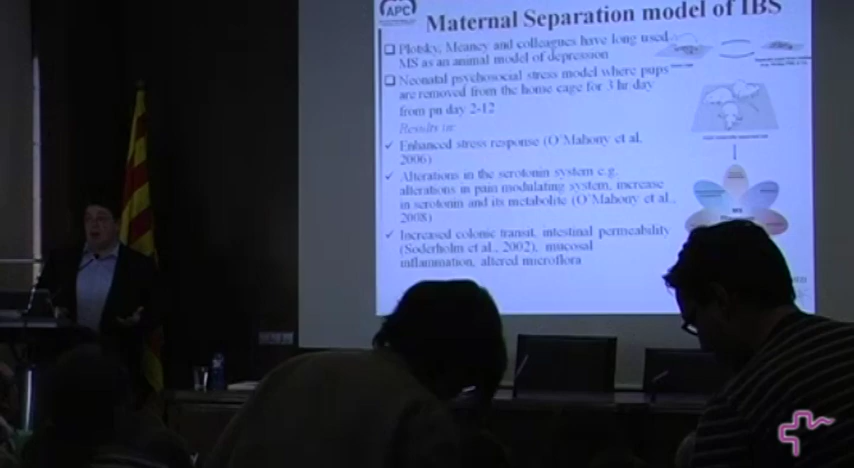 APC
Maternal Separation model of IBS
Plotsky, Meaney and colleagues have long used
MS as an animal model of depression
Neonatal psychosocial stress model where pups
are removed from the home cage for 3 hr day
from pn day 2-12
Results in:
Enhanced stress response (O'Mahony et al.
2006)
Alterations in the serotonin system e.g.
alterations in pain modulating system, increase
in serotonin and its metabolite (O'Mahony et al.,
2008)
Increased colonic transit, intestinal permeability
(Soderholm et al., 2002), mucosal
inflammation, altered microflora
MS